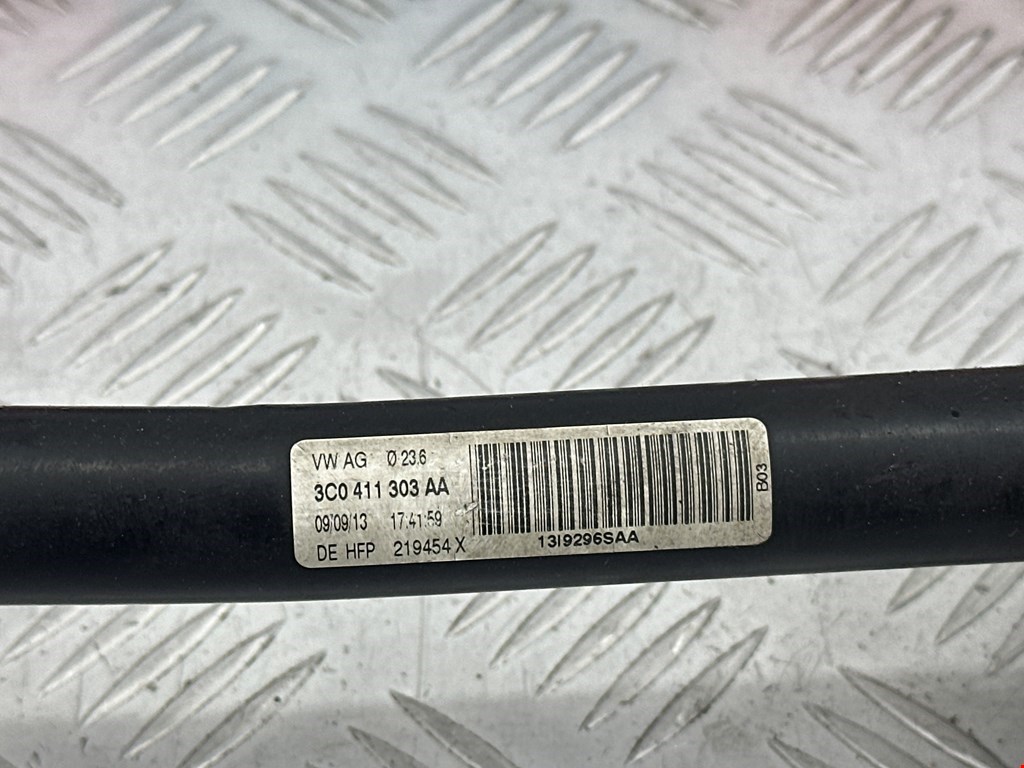 VW AG Ø 23.6
3C0 411 303 AA
09/09/13 17:41:59
DE HFP 219454 X
13I9296SAA
B03